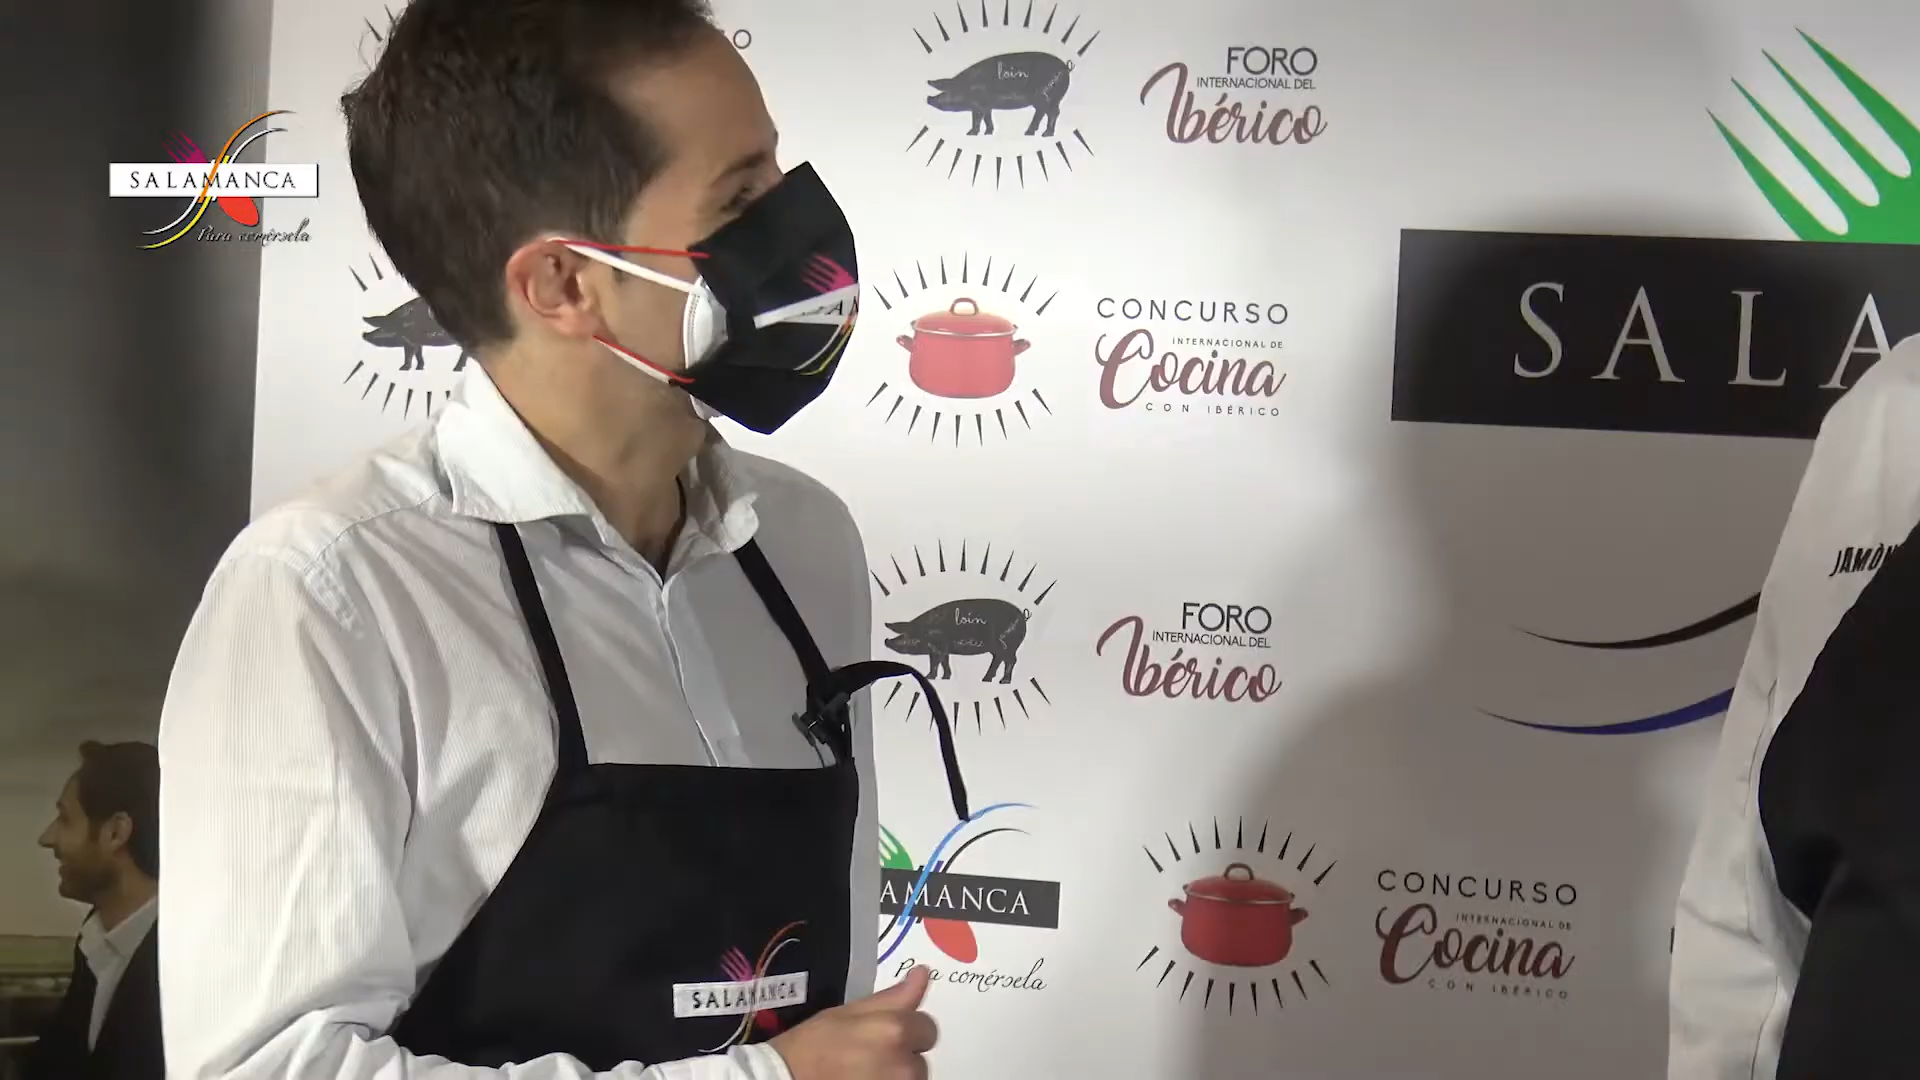 SALAMANCA
Para comérsela
loin
FORO
INTERNACIONAL DEL
Ibérico
CONCURSO
INTERNACIONAL DE
Cocina
CON IBÉRICO
SALA
JAMÓN
loin
FORO
INTERNACIONAL DEL
Ibérico
AMANCA
Para comérsela
CONCURSO
INTERNACIONAL DE
Cocina
CON IBÉRICO
SALAMANCA